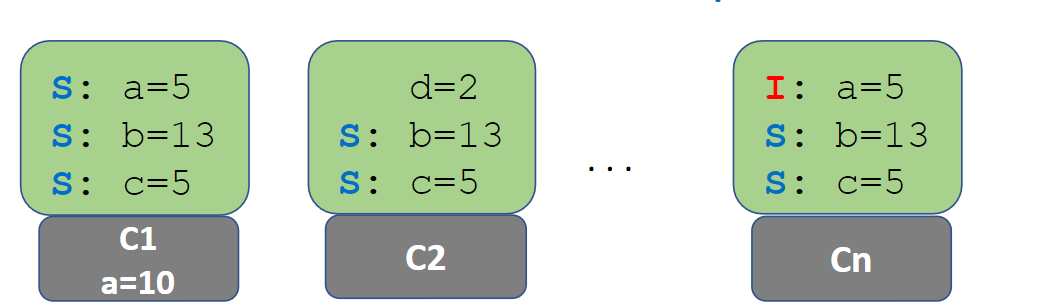 S: a=5
S: b=13
S: c=5
C1
a=10
d=2
S: b=13
S: c=5
C2
...
I: a=5
S: b=13
S: c=5
Cn